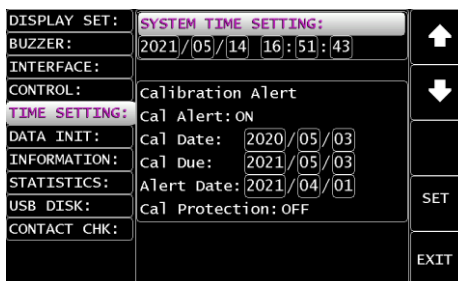 DISPLAY SET:
BUZZER:
INTERFACE:
CONTROL:
TIME SETTING:
DATA INIT:
INFORMATION:
STATISTICS:
USB DISK:
CONTACT CHK:
SYSTEM TIME SETTING:
2021/05/14 16:51:43
Calibration Alert
Cal Alert:ON
Cal Date: 2020/05/03
Cal Due: 2021/05/03
Alert Date:2021/04/01
Cal Protection:OFF
SET
EXIT